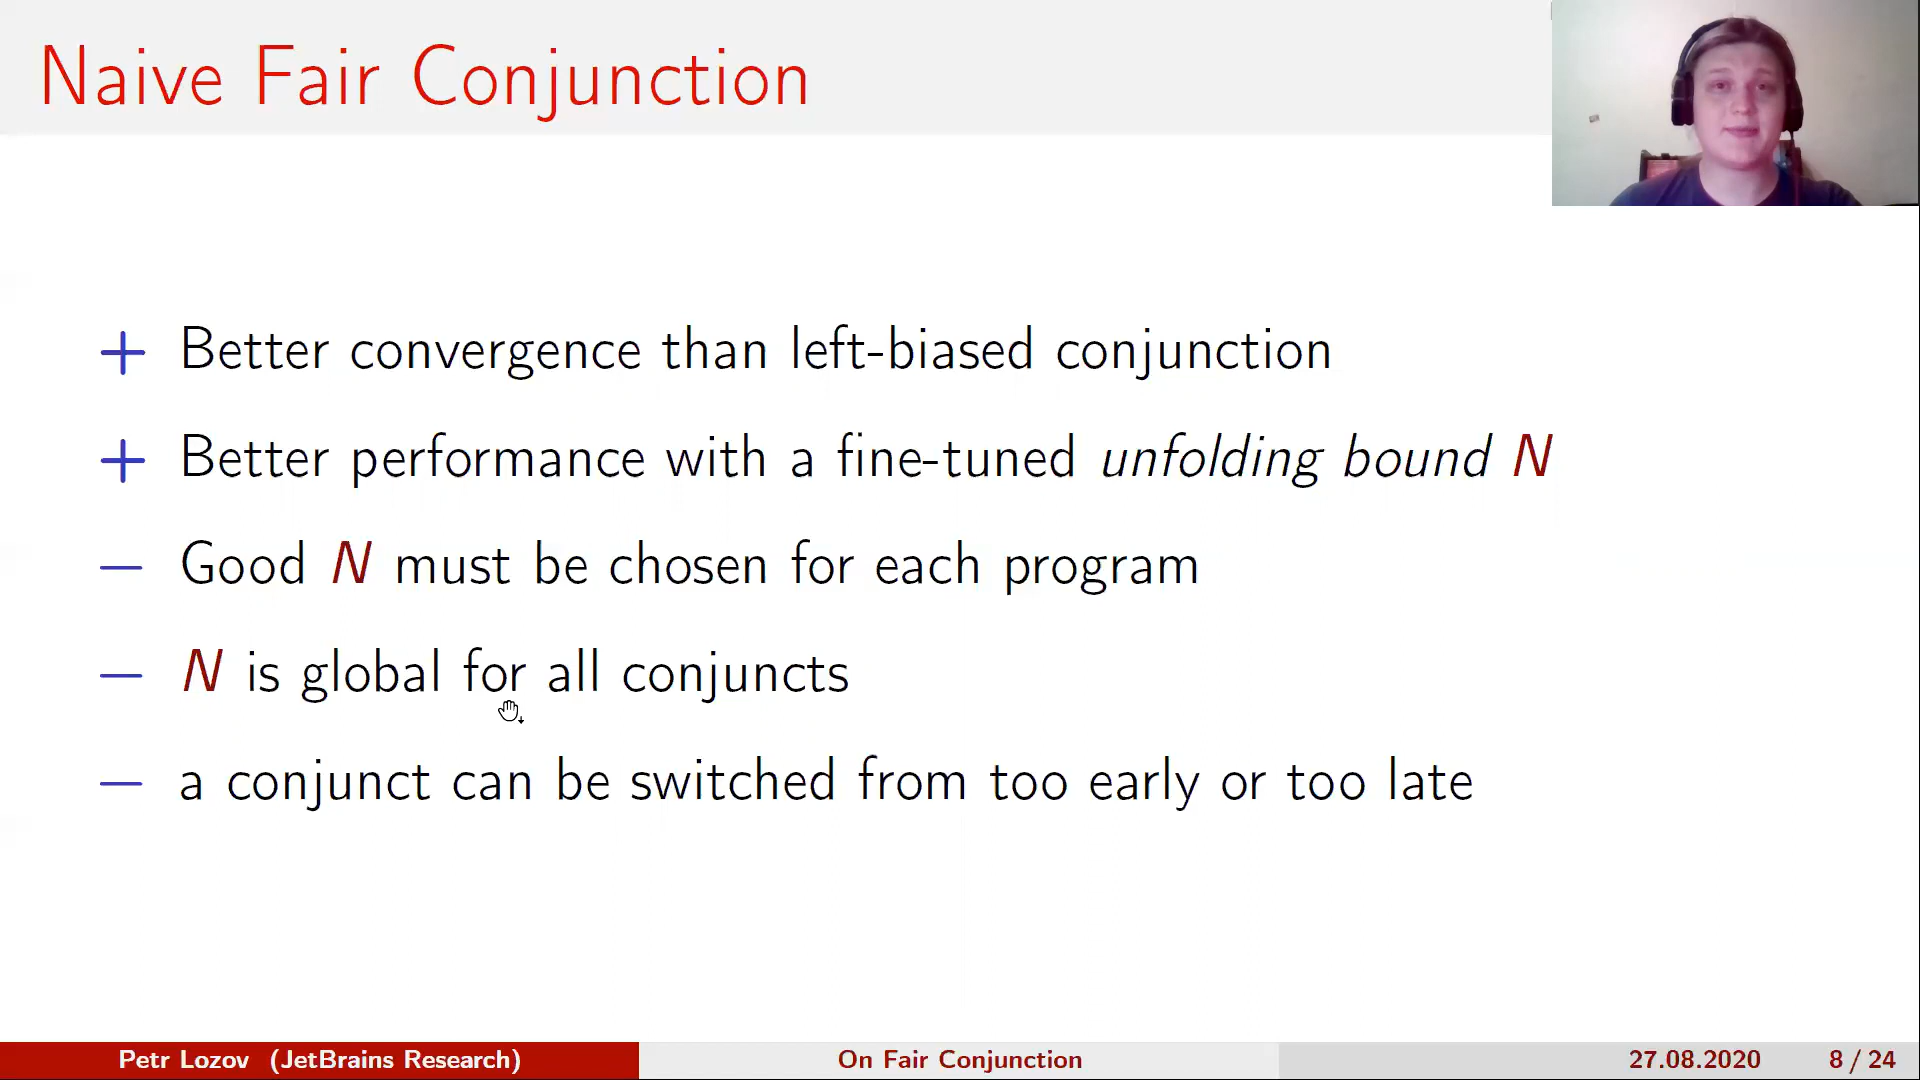 Naive Fair Conjunction
+ Better convergence than left-biased conjunction
+ Better performance with a fine-tuned unfolding bound N
− Good N must be chosen for each program
− N is global for all conjuncts
− a conjunct can be switched from too early or too late
Petr Lozov (JetBrains Research) On Fair Conjunction 27.08.2020 8 / 24